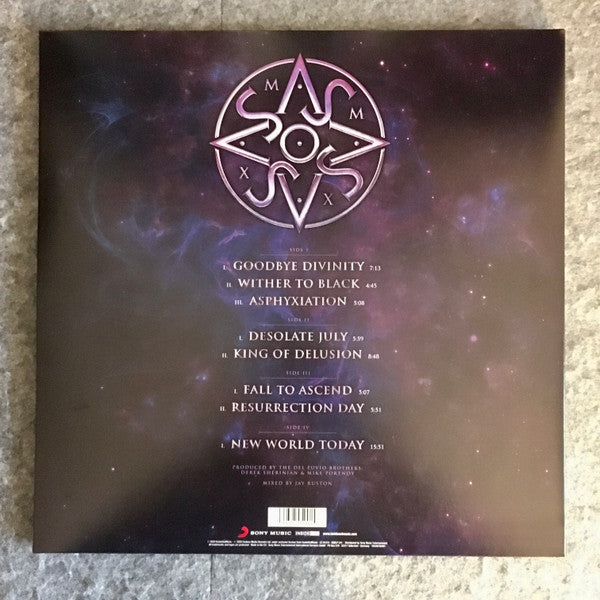 M M
X X
SIDE I
I. GOODBYE DIVINITY 7:13
II. WITHER TO BLACK 4:45
III. ASPHYXIATION 5:08
SIDE II
I. DESOLATE JULY 5:59
II. KING OF DELUSION 8:48
SIDE III
I. FALL TO ASCEND 5:07
II. RESURRECTION DAY 5:51
SIDE IV
I. NEW WORLD TODAY 15:51
PRODUCED BY THE DEL FUVIO BROTHERS:
DEREK SHERINIAN & MIKE PORTNOY
MIXED BY JAY RUSTON
SONY MUSIC